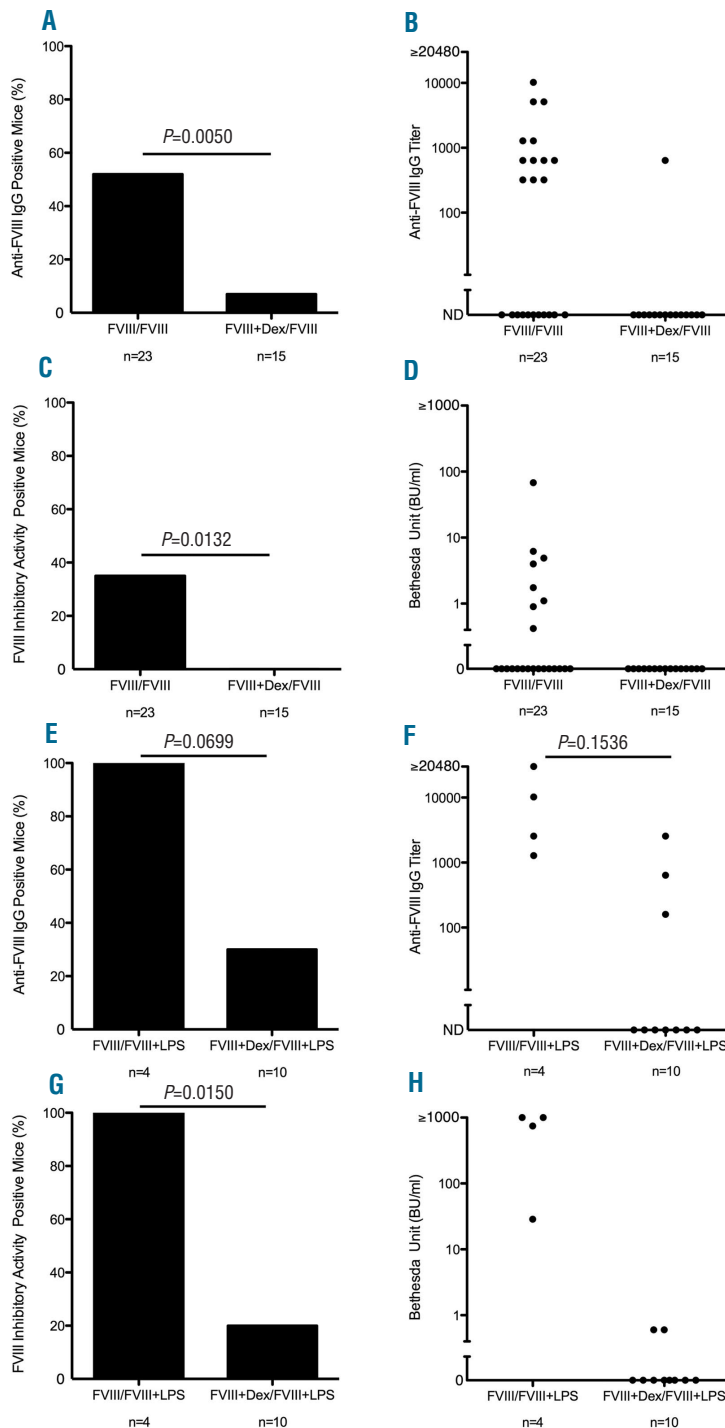 A
Anti-FVIII IgG Positive Mice (%)
100
80
60
40
20
0
P=0.0050
FVIII/FVIII
FVIII+Dex/FVIII
n=23
n=15
B
Anti-FVIII IgG Titer
≥20480
10000
1000
100
ND
FVIII/FVIII
FVIII+Dex/FVIII
n=23
n=15
C
FVIII Inhibitory Activity Positive Mice (%)
100
80
60
40
20
0
P=0.0132
FVIII/FVIII
FVIII+Dex/FVIII
n=23
n=15
D
Bethesda Unit (BU/ml)
≥1000
100
10
1
0
FVIII/FVIII
FVIII+Dex/FVIII
n=23
n=15
E
Anti-FVIII IgG Positive Mice (%)
100
80
60
40
20
0
P=0.0699
FVIII/FVIII+LPS
FVIII+Dex/FVIII+LPS
n=4
n=10
F
Anti-FVIII IgG Titer
≥20480
10000
1000
100
ND
P=0.1536
FVIII/FVIII+LPS
FVIII+Dex/FVIII+LPS
n=4
n=10
G
FVIII Inhibitory Activity Positive Mice (%)
100
80
60
40
20
0
P=0.0150
FVIII/FVIII+LPS
FVIII+Dex/FVIII+LPS
n=4
n=10
H
Bethesda Unit (BU/ml)
≥1000
100
10
1
0
FVIII/FVIII+LPS
FVIII+Dex/FVIII+LPS
n=4
n=10